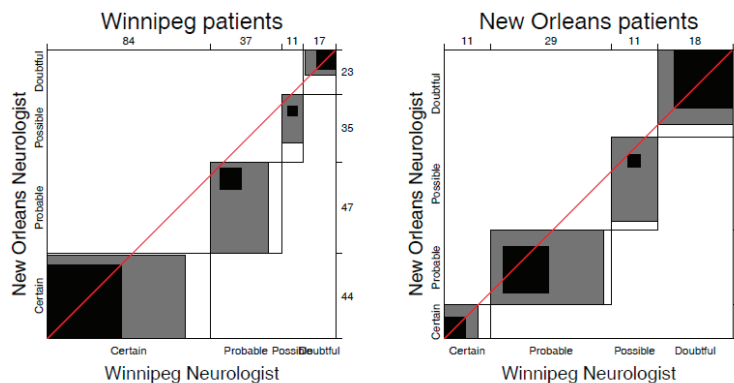 Winnipeg patients
84 37 11 17
Doubtful
Possible
Probable
Certain
New Orleans Neurologist
23
35
47
44
Certain Probable Possible Doubtful
Winnipeg Neurologist
New Orleans patients
11 29 11 18
Doubtful
Possible
Probable
Certain
New Orleans Neurologist
Certain Probable Possible Doubtful
Winnipeg Neurologist